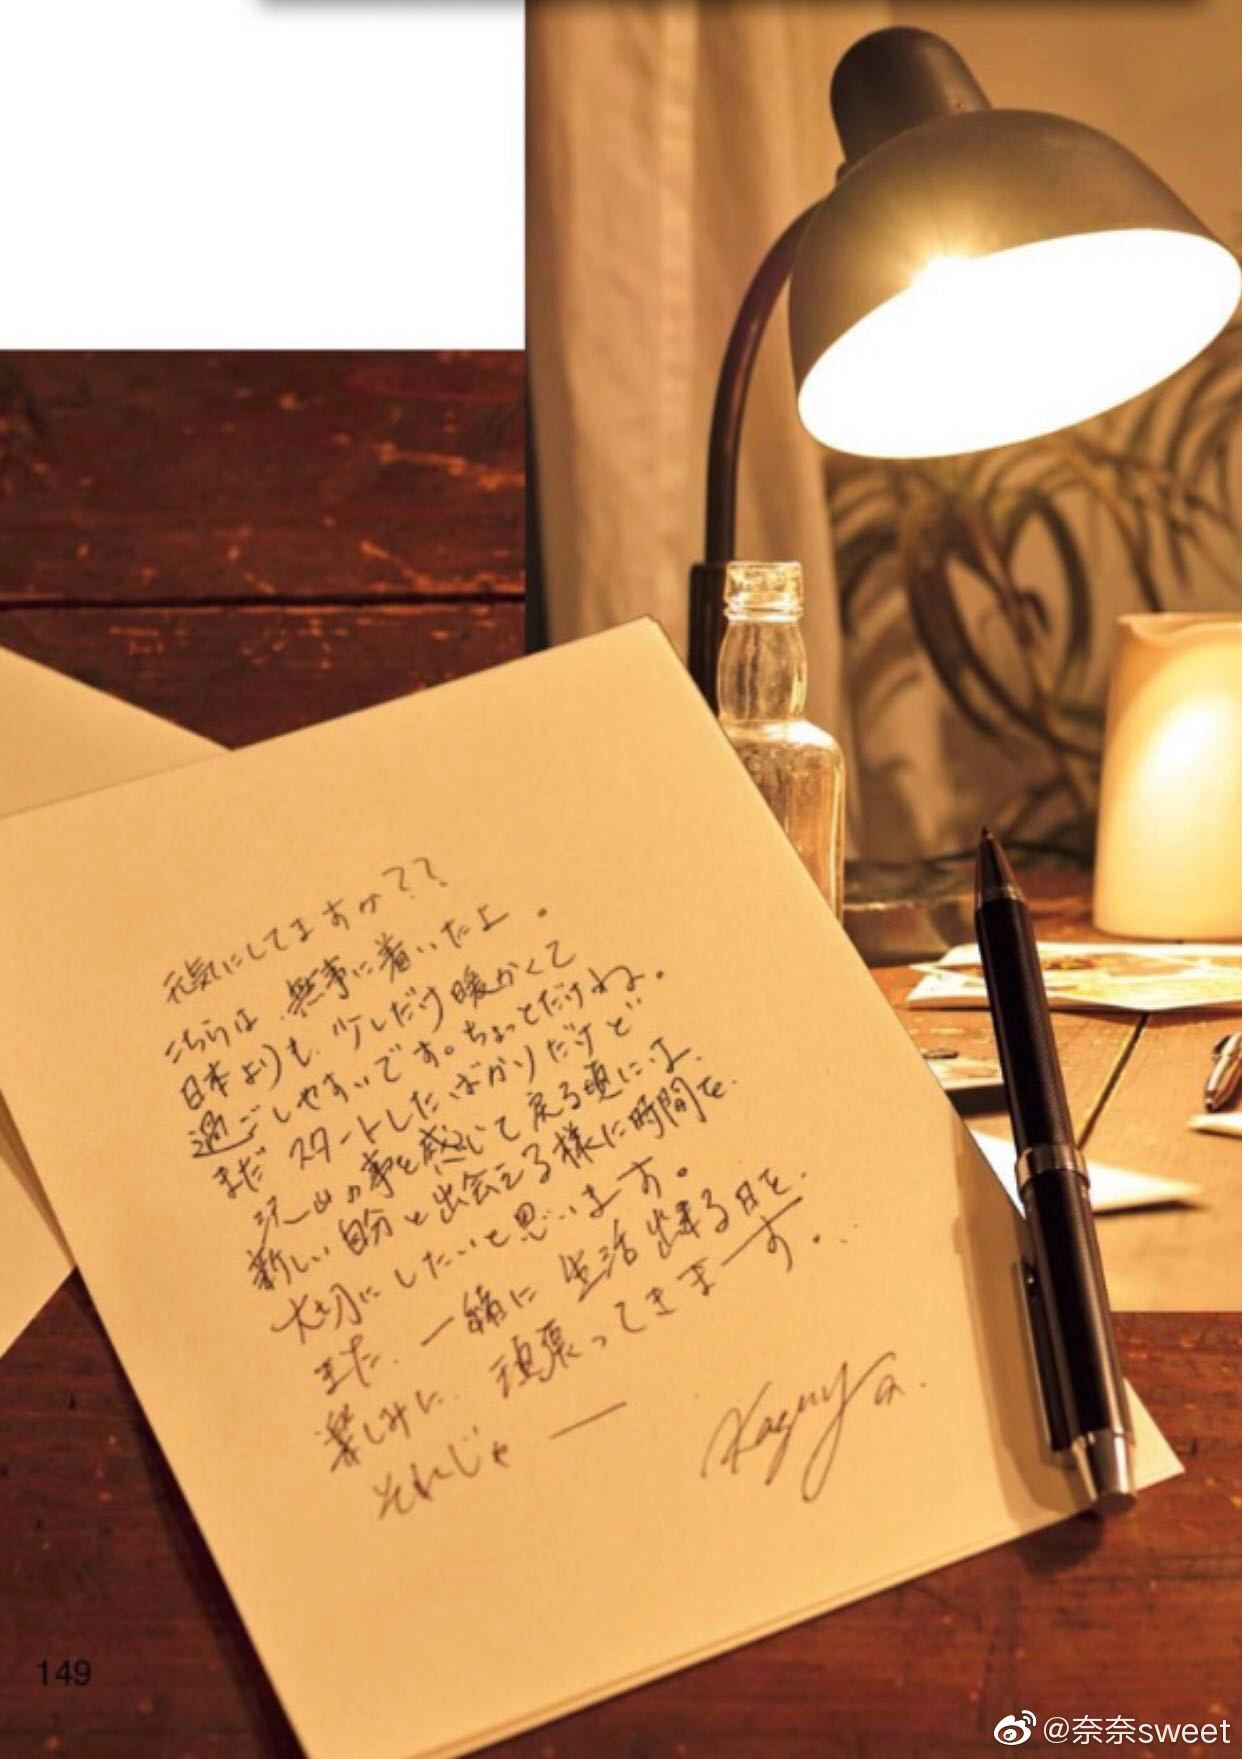 元気にしてますか??
こちらは、無事に着いたよ。
日本よりも、少しだけ暖かくて
過ごしやすいです。ちょっとだけね。
まだ スタートしたばかりだけど
沢山の事を感じて戻る頃には、
新しい自分と出会える様に時間を、
大切にしたいと思います。
また、一緒に 生活出来る日を、
楽しみに、頑張ってきます。
それじゃ ―
Kaguya.
149
@奈奈sweet